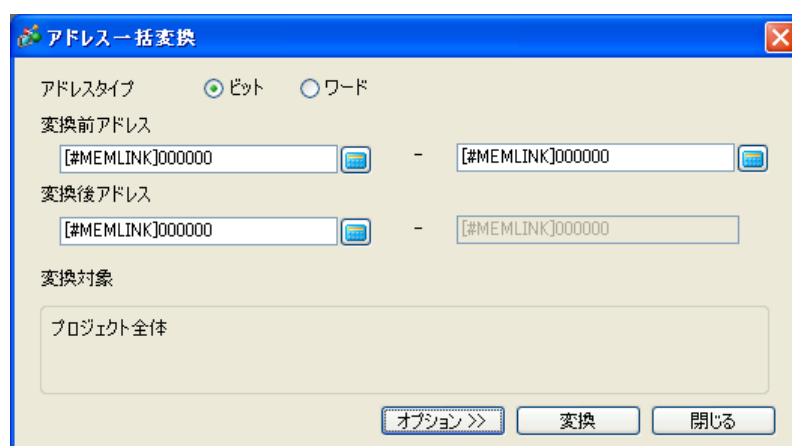 アドレス一括変換
アドレスタイプ ビット ワード
変換前アドレス
[#MEMLINK]000000 - [#MEMLINK]000000
変換後アドレス
[#MEMLINK]000000 - [#MEMLINK]000000
変換対象
プロジェクト全体
オプション >> 変換 閉じる